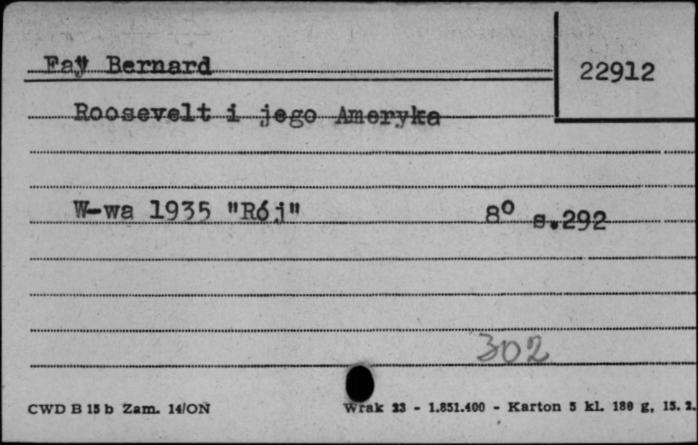 Faÿ Bernard
22912
Roosevelt i jego Ameryka
W-wa 1935 "Rój" 8° s.292
302
CWD B 15 b Zam. 14/ON Wrak 23 - 1.851.400 - Karton 5 kl. 180 g, 15. 2.